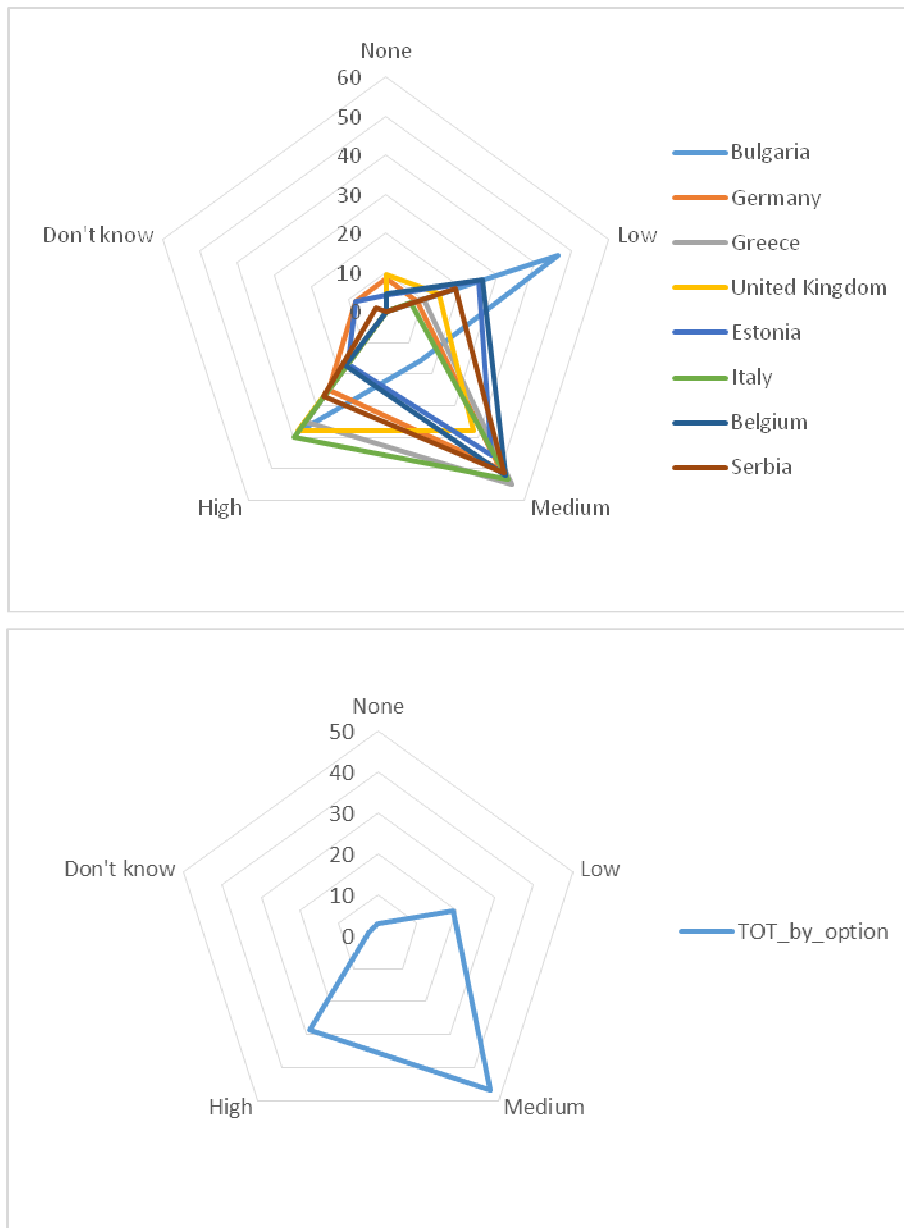 None
60
50
40
30
20
10
0
Don't know
Low
High
Medium
Bulgaria
Germany
Greece
United Kingdom
Estonia
Italy
Belgium
Serbia
None
50
40
30
20
10
0
Don't know
Low
High
Medium
TOT_by_option